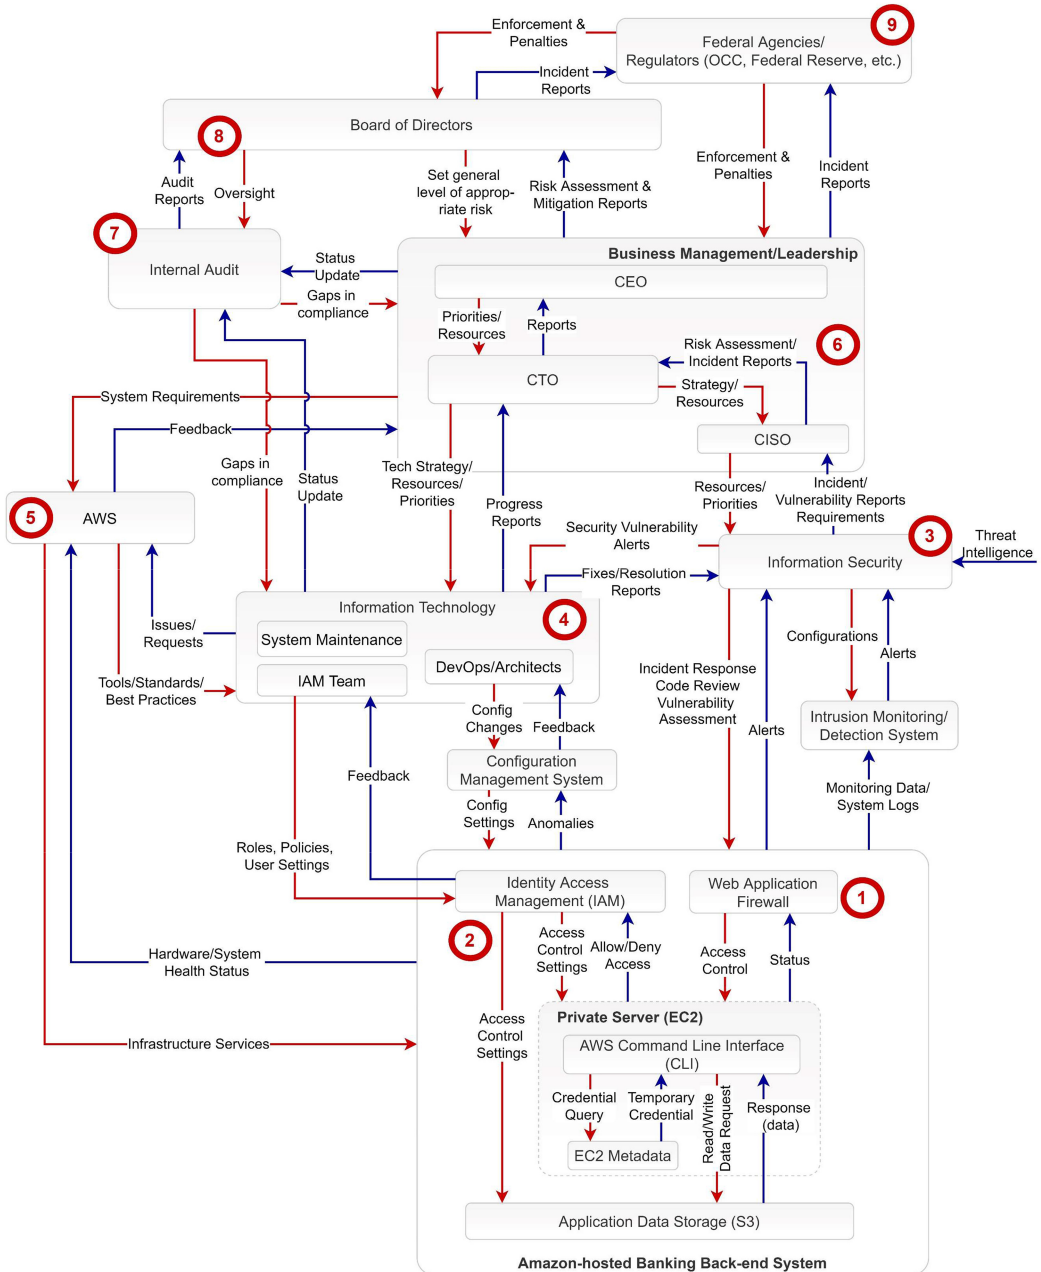 Enforcement &
Penalties
9
Federal Agencies/
Regulators (OCC, Federal Reserve, etc.)
Incident
Reports
Board of Directors
8
Audit
Reports
Oversight
Set general
level of approp-
riate risk
Risk Assessment &
Mitigation Reports
Enforcement &
Penalties
Incident
Reports
7
Internal Audit
Status
Update
Gaps in
compliance
Business Management/Leadership
CEO
Priorities/
Resources
Reports
6
Risk Assessment/
Incident Reports
CTO
Strategy/
Resources
CISO
System Requirements
Feedback
Gaps in
compliance
Status
Update
Tech Strategy/
Resources/
Priorities
Progress
Reports
Resources/
Priorities
Incident/
Vulnerability Reports
Requirements
5
AWS
Security Vulnerability
Alerts
3
Information Security
Threat
Intelligence
Fixes/Resolution
Reports
Information Technology
4
System Maintenance
IAM Team
DevOps/Architects
Issues/
Requests
Tools/Standards/
Best Practices
Configurations
Alerts
Incident Response
Code Review
Vulnerability
Assessment
Alerts
Intrusion Monitoring/
Detection System
Config
Changes
Feedback
Configuration
Management System
Feedback
Config
Settings
Anomalies
Monitoring Data/
System Logs
Roles, Policies,
User Settings
Identity Access
Management (IAM)
Web Application
Firewall
1
2
Access
Control
Settings
Allow/Deny
Access
Access
Control
Status
Hardware/System
Health Status
Infrastructure Services
Access
Control
Settings
Private Server (EC2)
AWS Command Line Interface
(CLI)
Credential
Query
Temporary
Credential
Read/Write
Data Request
Response
(data)
EC2 Metadata
Application Data Storage (S3)
Amazon-hosted Banking Back-end System